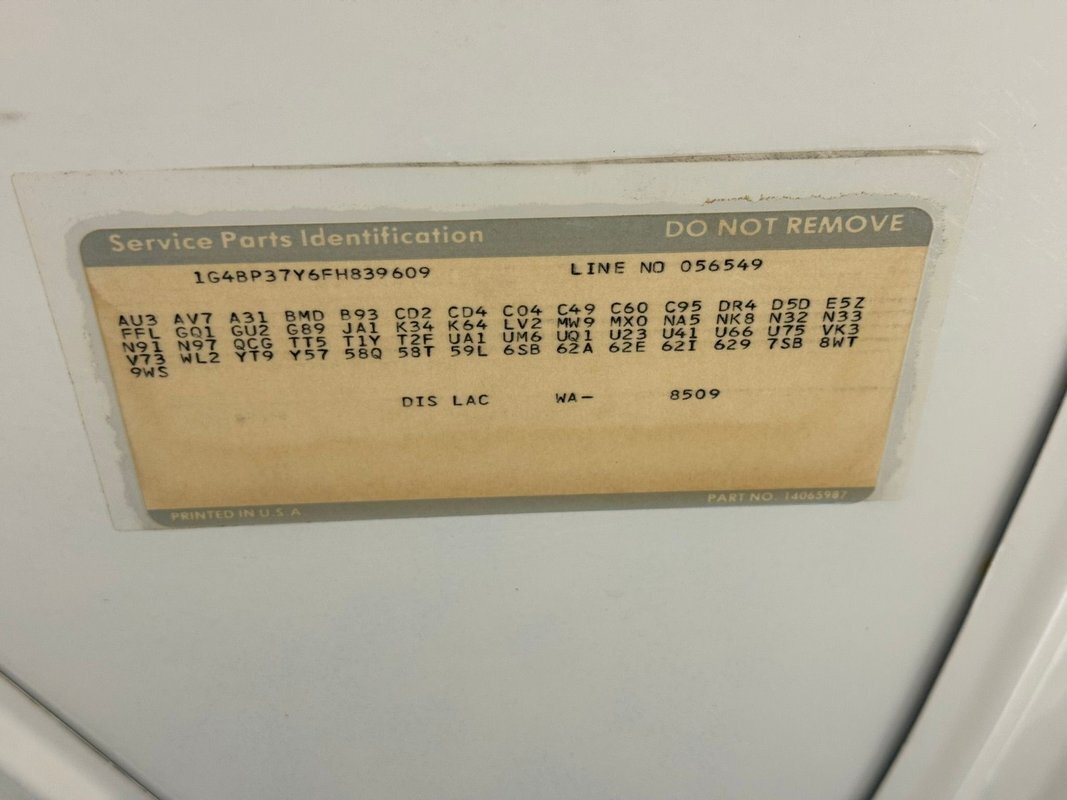 Service Parts Identification DO NOT REMOVE
1G4BP37Y6FH839609 LINE NO 056549
AU3 AV7 A31 BMD B93 CD2 CD4 C04 C49 C60 C95 DR4 D5D E5Z
FFL GQ1 GU2 G89 JA1 K34 K64 LV2 MW9 MX0 NA5 NK8 N32 N33
N91 N97 QCG TT5 T1Y T2F UA1 UM6 UQ1 U23 U41 U66 U75 VK3
V73 WL2 YT9 Y57 58Q 58T 59L 6SB 62A 62E 62I 629 7SB 8WT
9WS
DIS LAC WA- 8509
PRINTED IN U.S.A PART NO. 14065987